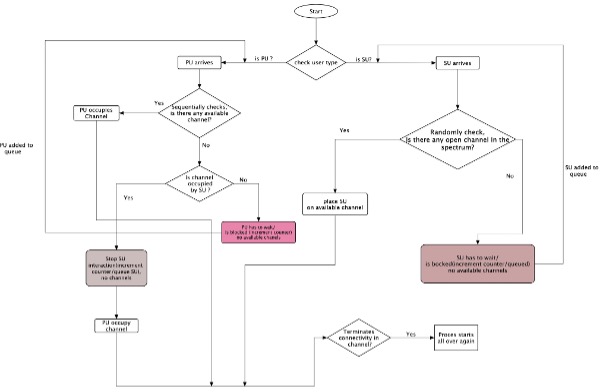 Start
check user type
is PU ?
is SU?
PU arrives
SU arrives
Sequentially checks,
is there any available
channel?
Yes
PU occupies
Channel
No
PU added to
queue
Is channel
occupied
by SU ?
No
Yes
PU has to wait/
is blocked (increment counter)
no available chanels
Stop SU
interaction(increment
counter/queue SU),
no channels
PU occupy
channel
Randomly check,
is there any open channel in the
spectrum?
Yes
place SU
on available channel
No
SU added to
queue
SU has to wait/
is bocked(increment counter/queued)
no available channels
Terminates
connectivity in
channel?
Yes
Proces starts
all over again